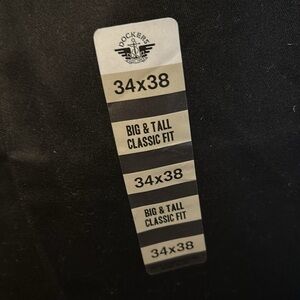 DOCKERS
34x38
BIG & TALL
CLASSIC FIT
34x38
BIG & TALL
CLASSIC FIT
34x38